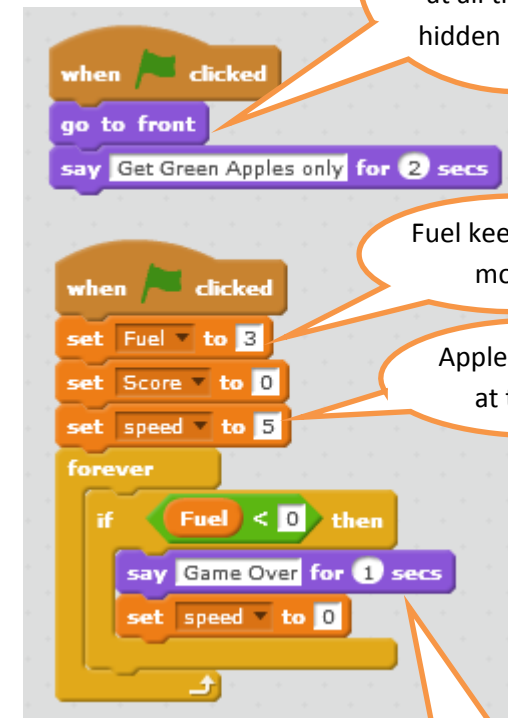 at all t
hidden
when clicked
go to front
say Get Green Apples only for 2 secs
Fuel kee
mo
when clicked
set Fuel to 3
Apple
set Score to 0
at t
set speed to 5
forever
if Fuel < 0 then
say Game Over for 1 secs
set speed to 0